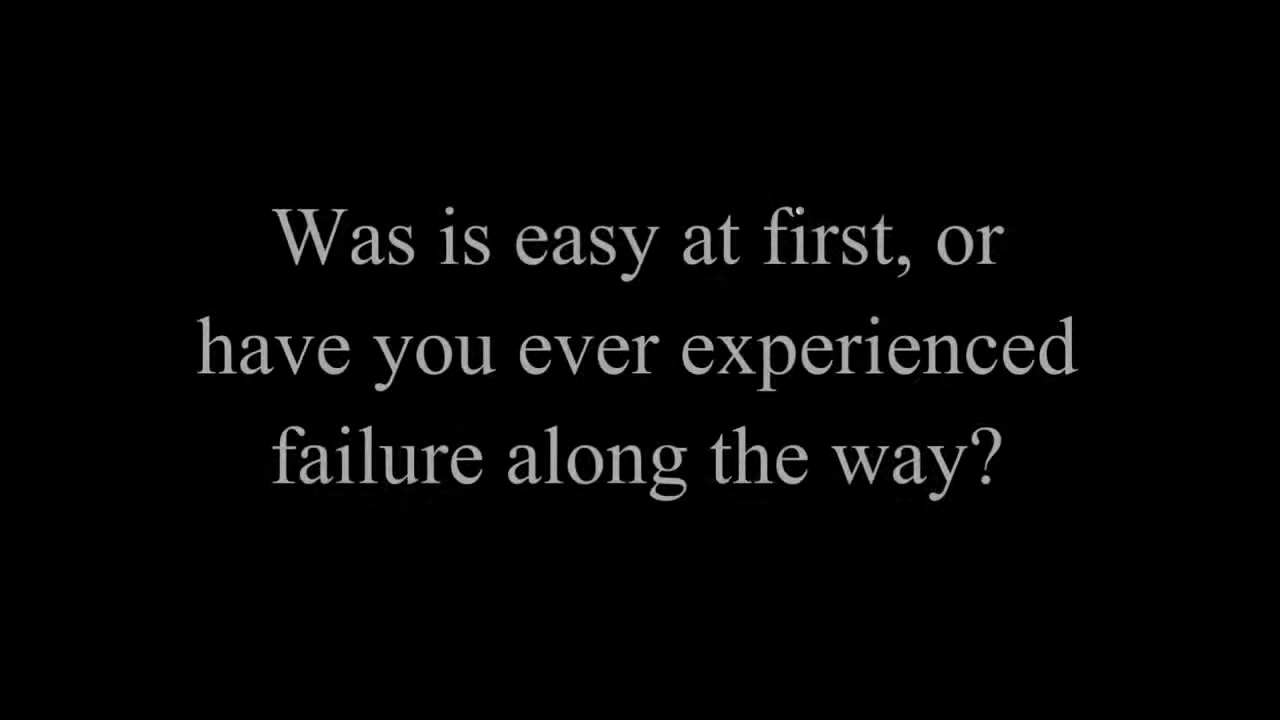 Was is easy at first, or
have you ever experienced
failure along the way?